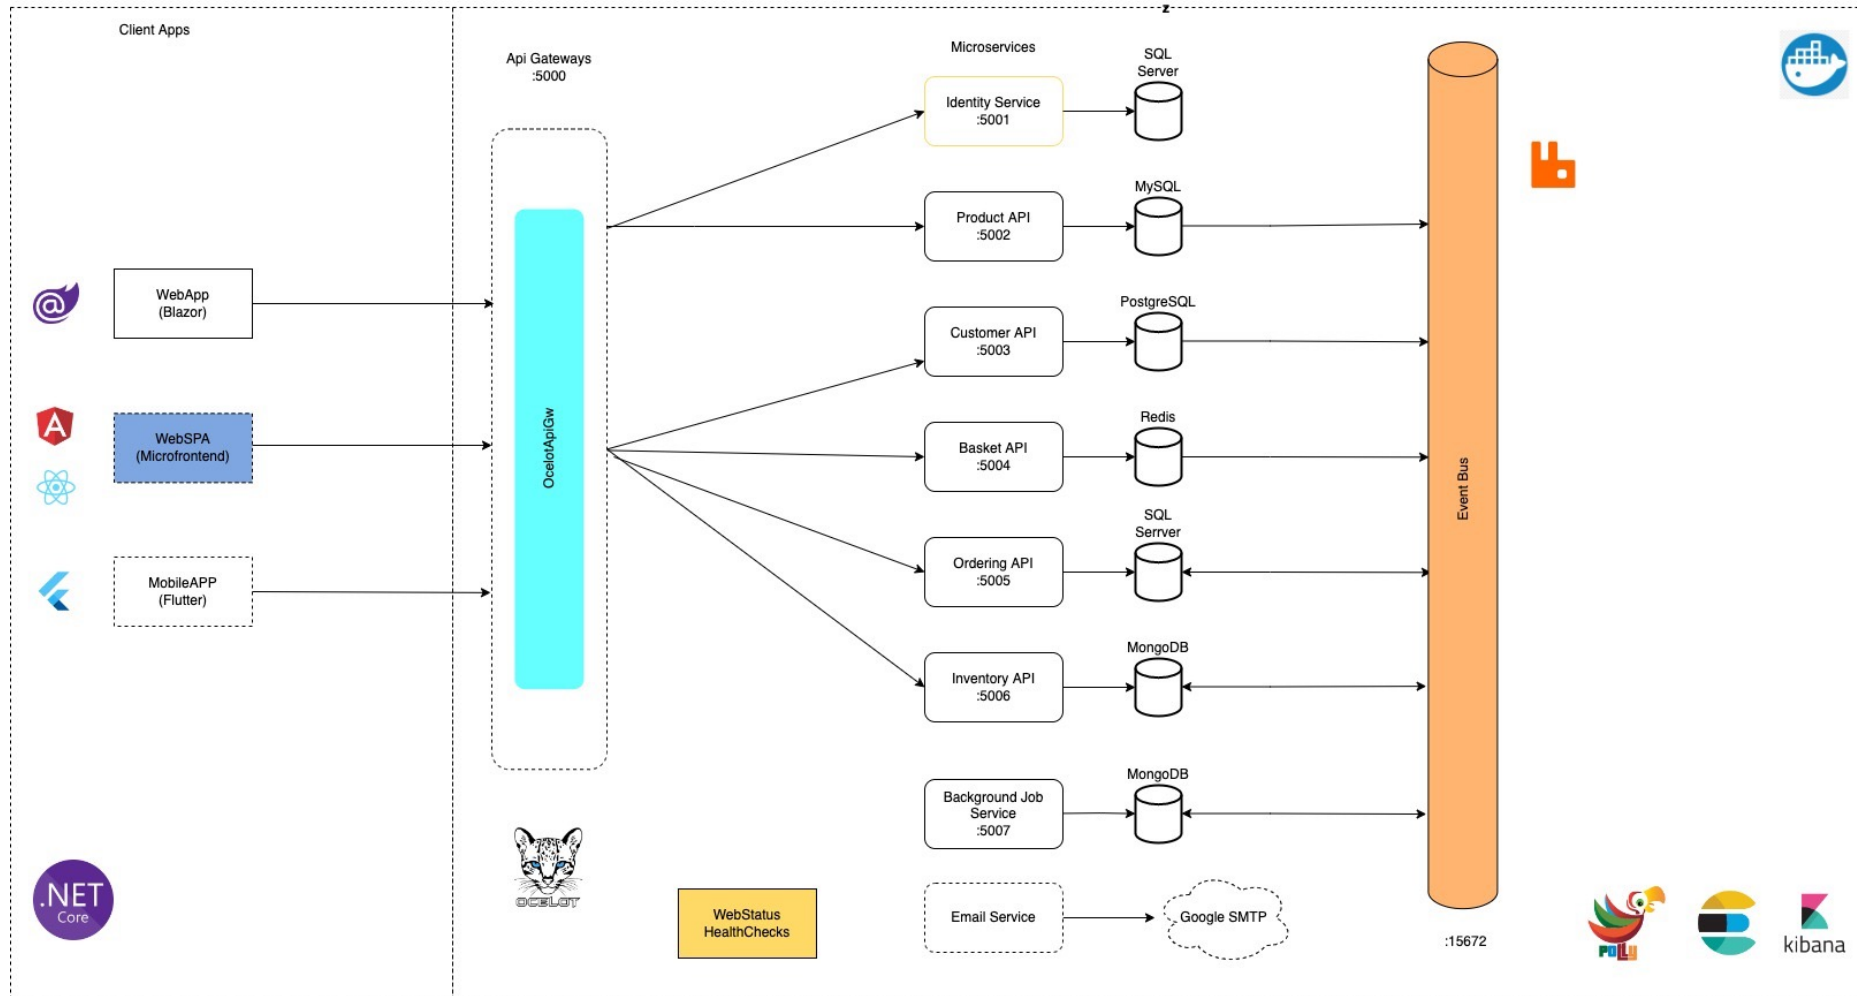 z
Client Apps
Api Gateways
:5000
Microservices
SQL
Server
Identity Service
:5001
MySQL
Product API
:5002
WebApp
(Blazor)
PostgreSQL
Customer API
:5003
WebSPA
(Microfrontend)
OcelotApiGw
Redis
Basket API
:5004
Event Bus
SQL
Serrver
Ordering API
:5005
MobileAPP
(Flutter)
MongoDB
Inventory API
:5006
MongoDB
Background Job
Service
:5007
.NET
Core
OCELOT
WebStatus
HealthChecks
Email Service
Google SMTP
:15672
POLLY
kibana